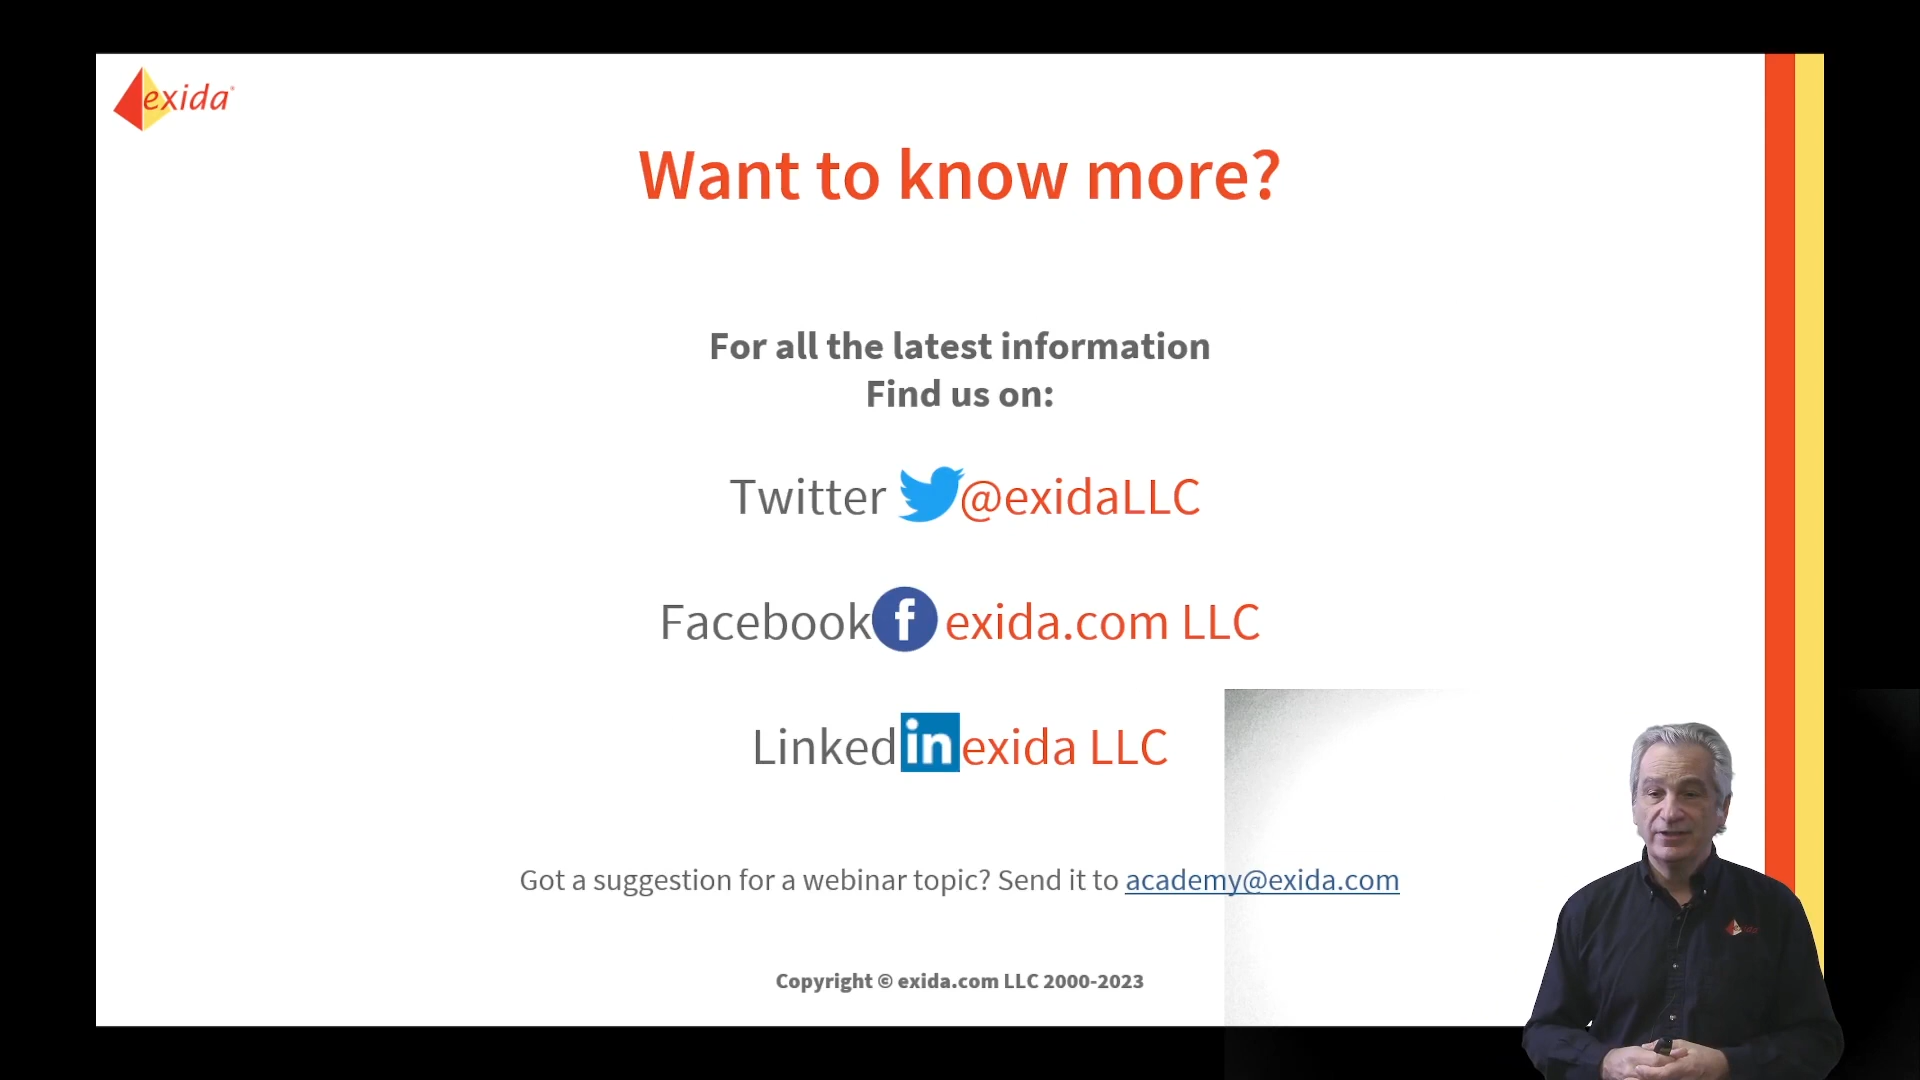 exida
Want to know more?
For all the latest information
Find us on:
Twitter @exidaLLC
Facebook f exida.com LLC
Linkedin exida LLC
Got a suggestion for a webinar topic? Send it to academy@exida.com
Copyright © exida.com LLC 2000-2023